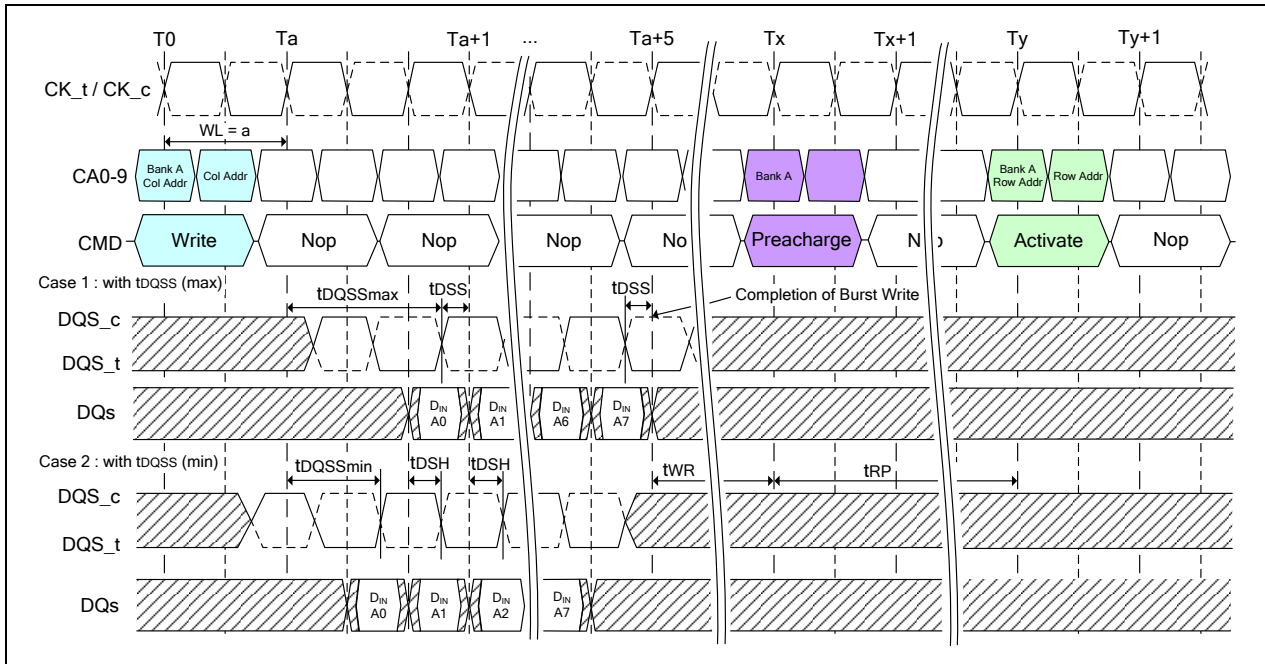 T0 Ta Ta+1 ... Ta+5 Tx Tx+1 Ty Ty+1
CK_t / CK_c
WL = a
CA0-9
Bank A
Col Addr
Col Addr
Bank A
Bank A
Row Addr
Row Addr
CMD
Write Nop Nop Nop Preacharge Activate Nop
Case 1 : with tDQSS (max)
tDQSSmax tDSS tDSS Completion of Burst Write
DQS_c
DQS_t
DQs
DIN
A0
DIN
A1
DIN
A6
DIN
A7
Case 2 : with tDQSS (min)
tDQSSmin tDSH tDSH tWR tRP
DQS_c
DQS_t
DQs
DIN
A0
DIN
A1
DIN
A2
DIN
A7